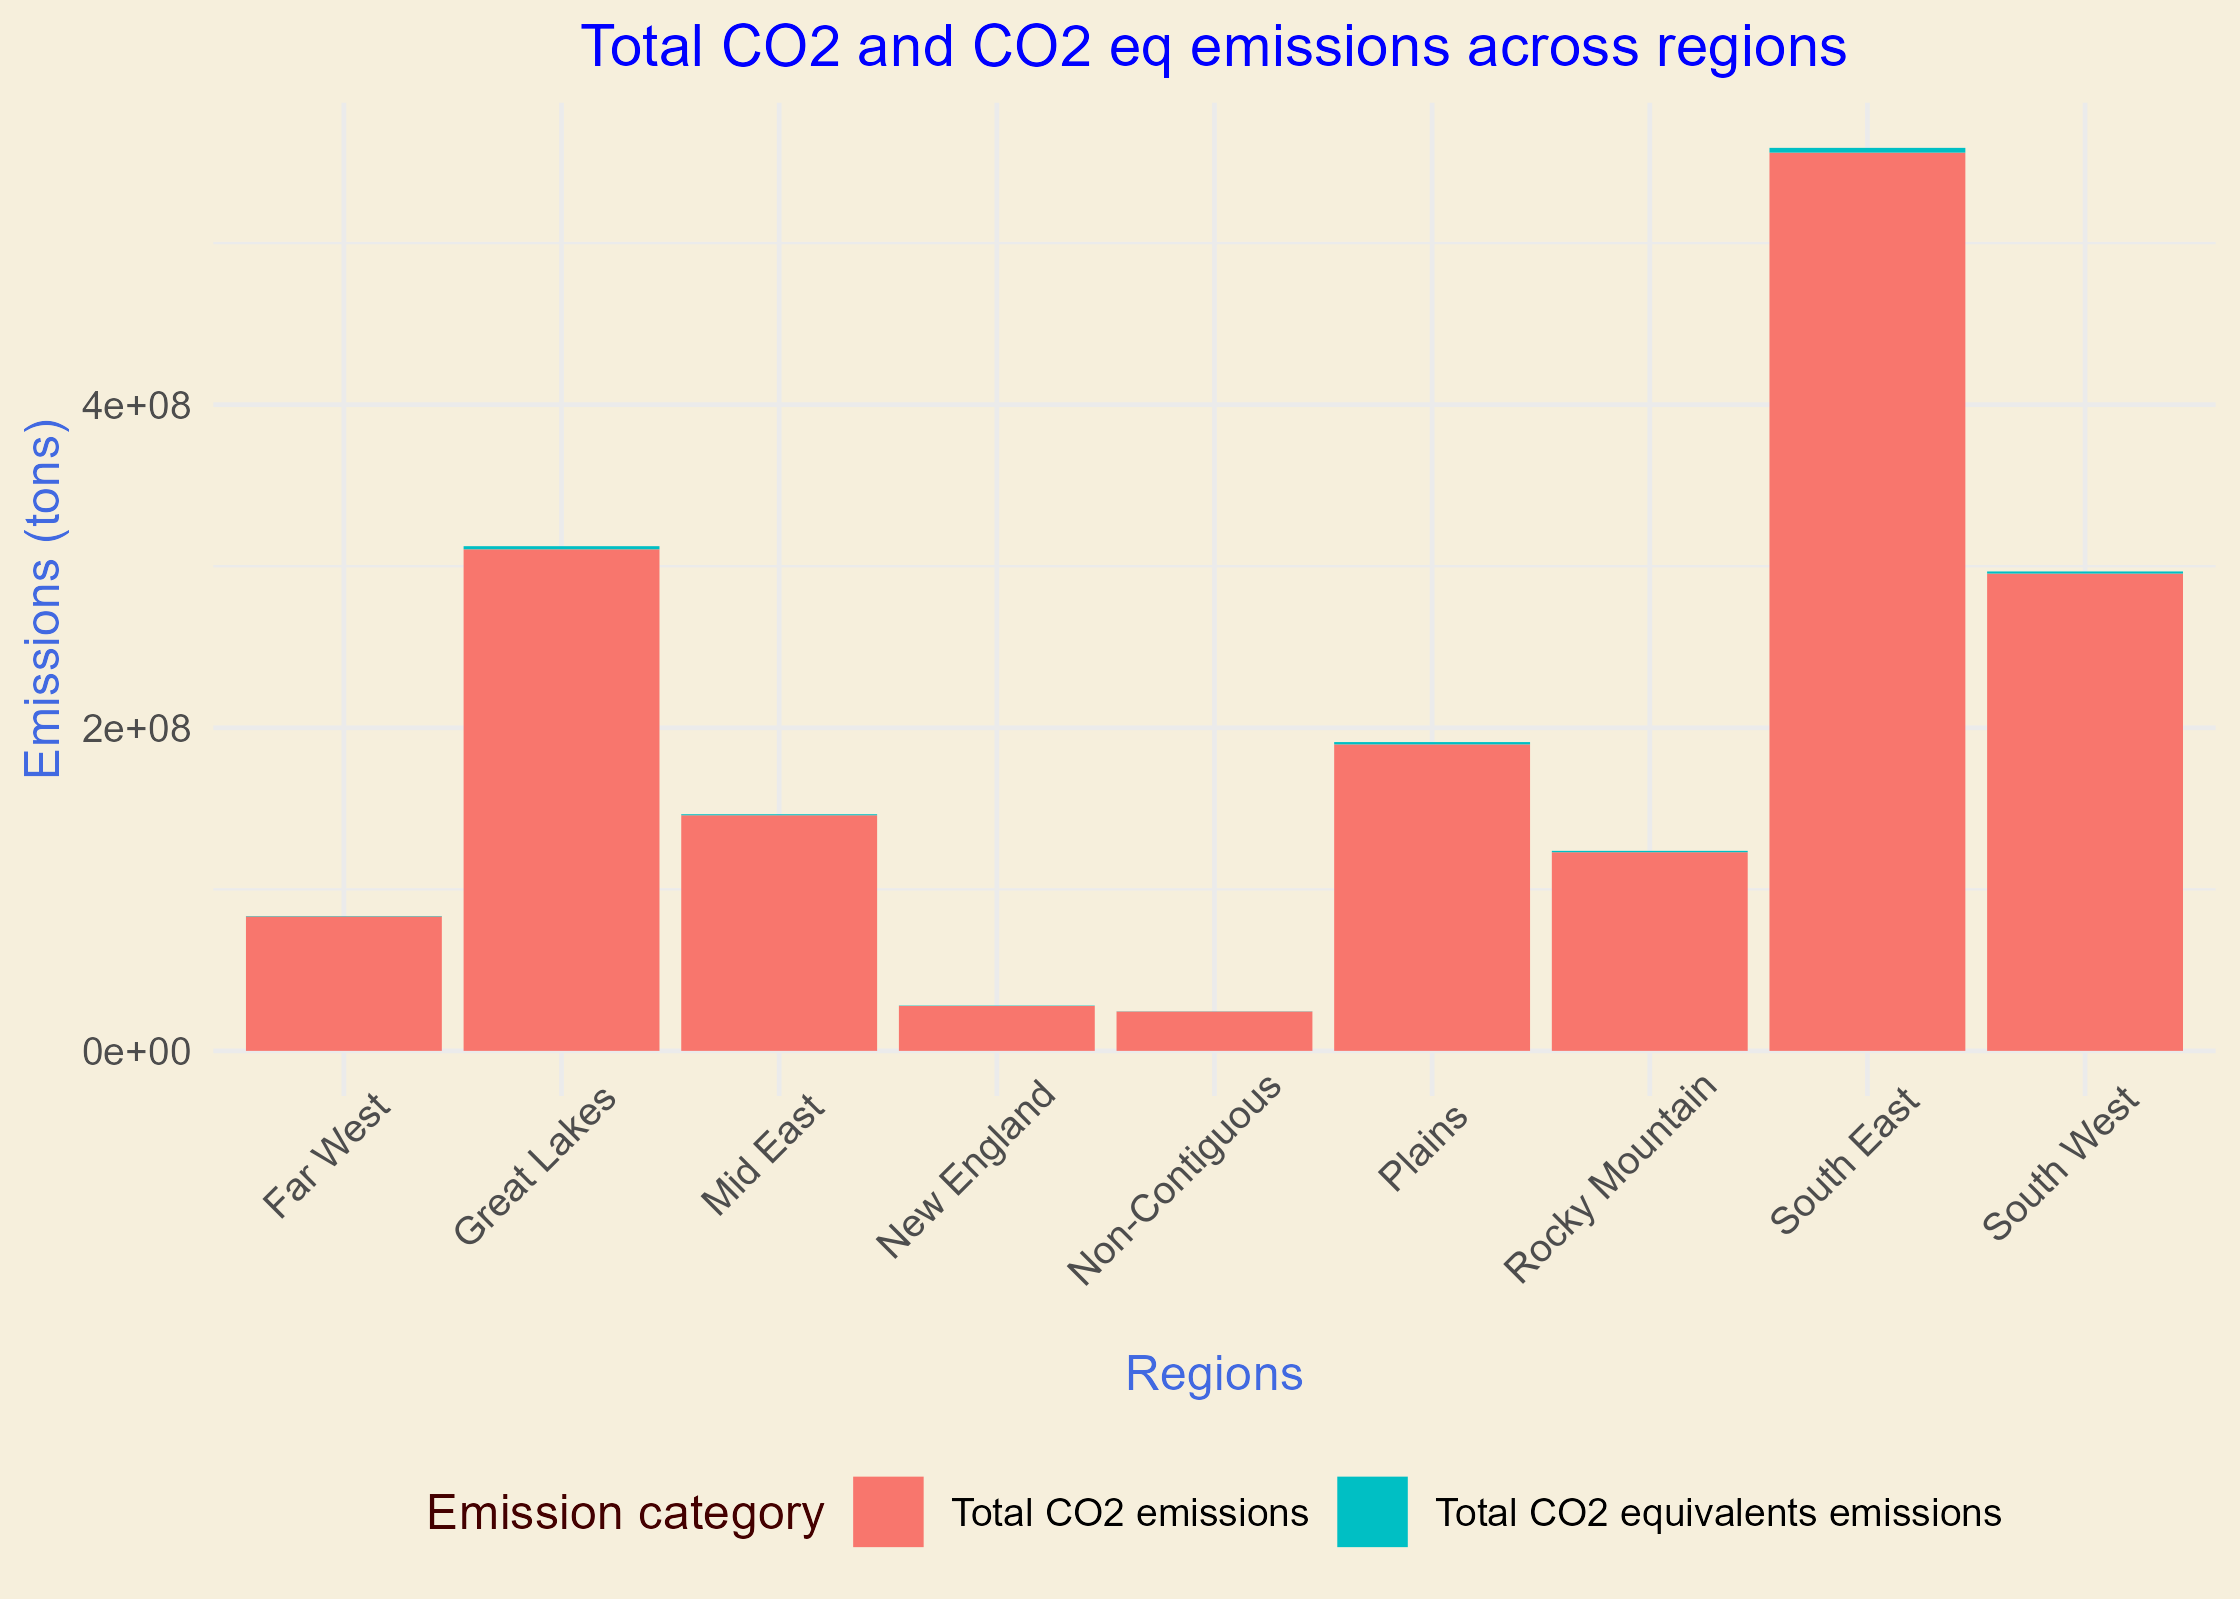 Total CO2 and CO2 eq emissions across regions
Emissions (tons)
4e+08
2e+08
0e+00
Far West
Great Lakes
Mid East
New England
Non-Contiguous
Plains
Rocky Mountain
South East
South West
Regions
Emission category
Total CO2 emissions
Total CO2 equivalents emissions